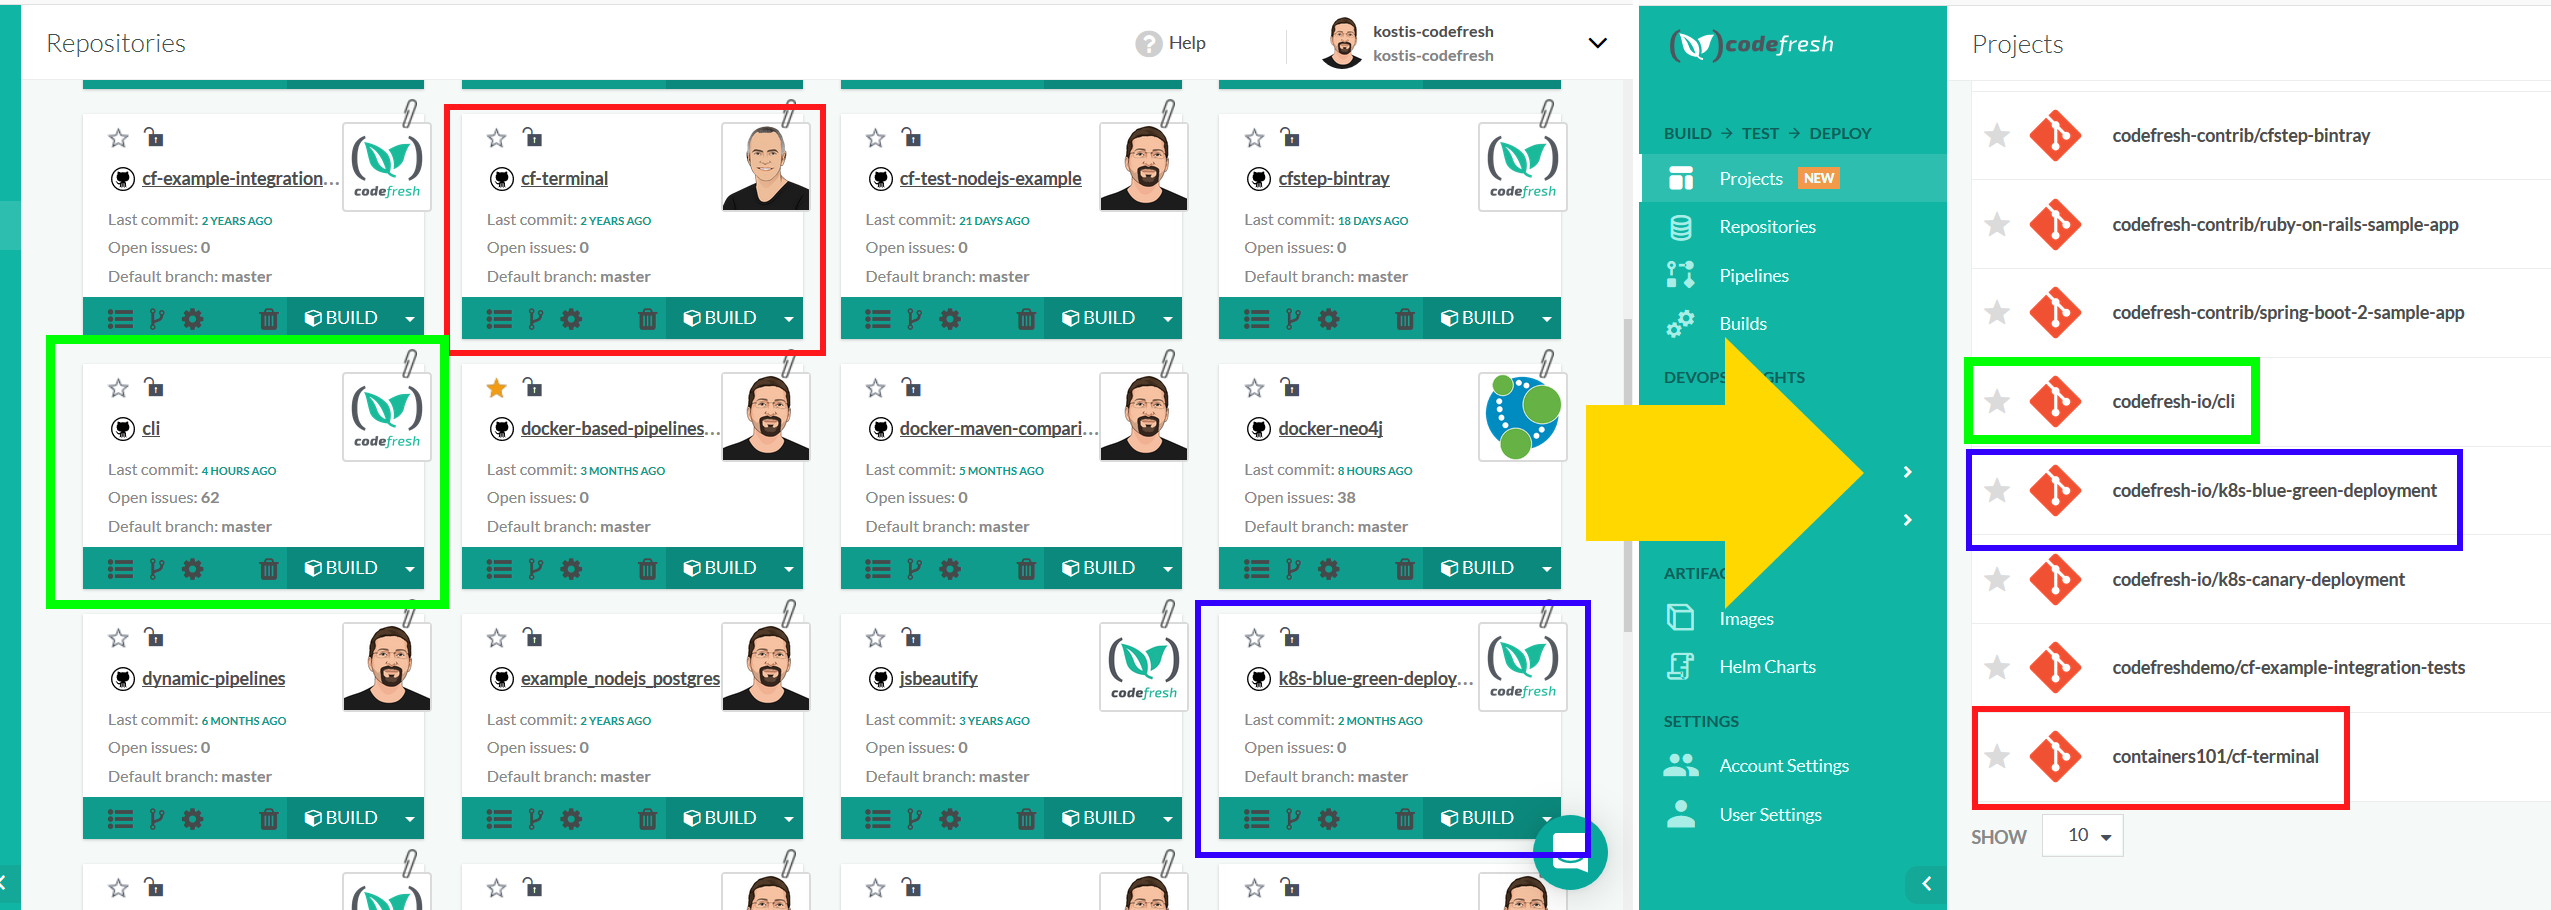 Repositories
Help
kostis-codefresh
kostis-codefresh
cf-example-integration...
codefresh
Last commit: 2 YEARS AGO
Open issues: 0
Default branch: master
BUILD
cf-terminal
Last commit: 2 YEARS AGO
Open issues: 0
Default branch: master
BUILD
cf-test-nodejs-example
Last commit: 21 DAYS AGO
Open issues: 0
Default branch: master
BUILD
cfstep-bintray
codefresh
Last commit: 18 DAYS AGO
Open issues: 0
Default branch: master
BUILD
cli
codefresh
Last commit: 4 HOURS AGO
Open issues: 62
Default branch: master
BUILD
docker-based-pipelines...
Last commit: 3 MONTHS AGO
Open issues: 0
Default branch: master
BUILD
docker-maven-compari...
Last commit: 5 MONTHS AGO
Open issues: 0
Default branch: master
BUILD
docker-neo4j
Last commit: 8 HOURS AGO
Open issues: 38
Default branch: master
BUILD
dynamic-pipelines
Last commit: 6 MONTHS AGO
Open issues: 0
Default branch: master
BUILD
example_nodejs_postgres
Last commit: 2 YEARS AGO
Open issues: 0
Default branch: master
BUILD
jsbeautify
codefresh
Last commit: 3 YEARS AGO
Open issues: 0
Default branch: master
BUILD
k8s-blue-green-deploy...
codefresh
Last commit: 2 MONTHS AGO
Open issues: 0
Default branch: master
BUILD
codefresh
BUILD → TEST → DEPLOY
Projects NEW
Repositories
Pipelines
Builds
DEVOPS GHTS
ARTIFAC
Images
Helm Charts
SETTINGS
Account Settings
User Settings
Projects
codefresh-contrib/cfstep-bintray
codefresh-contrib/ruby-on-rails-sample-app
codefresh-contrib/spring-boot-2-sample-app
codefresh-io/cli
codefresh-io/k8s-blue-green-deployment
codefresh-io/k8s-canary-deployment
codefreshdemo/cf-example-integration-tests
containers101/cf-terminal
SHOW 10